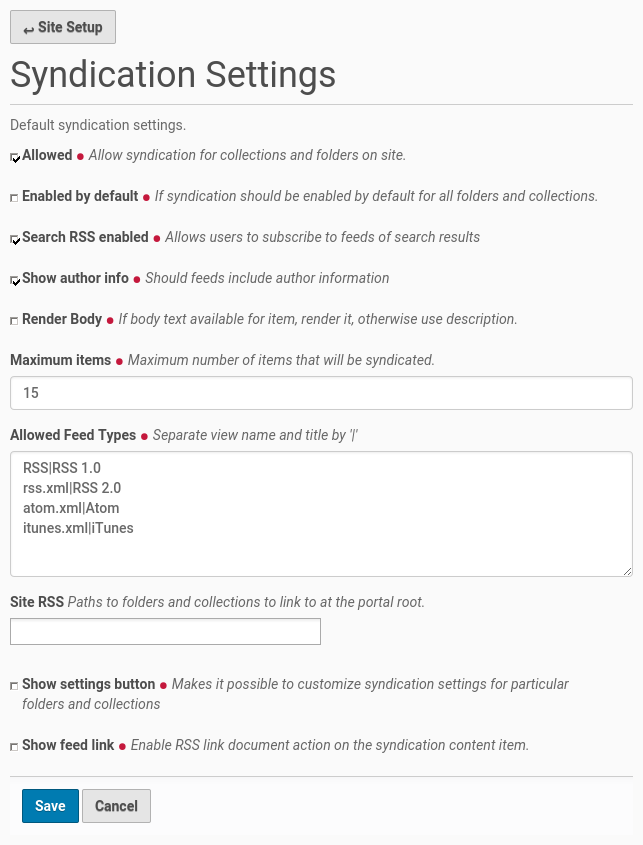 Site Setup
Syndication Settings
Default syndication settings.
Allowed ● Allow syndication for collections and folders on site.
Enabled by default ● If syndication should be enabled by default for all folders and collections.
Search RSS enabled ● Allows users to subscribe to feeds of search results
Show author info ● Should feeds include author information
Render Body ● If body text available for item, render it, otherwise use description.
Maximum items ● Maximum number of items that will be syndicated.
15
Allowed Feed Types ● Separate view name and title by '|'
RSS|RSS 1.0
rss.xml|RSS 2.0
atom.xml|Atom
itunes.xml|iTunes
Site RSS Paths to folders and collections to link to at the portal root.
Show settings button ● Makes it possible to customize syndication settings for particular
folders and collections
Show feed link ● Enable RSS link document action on the syndication content item.
Save Cancel